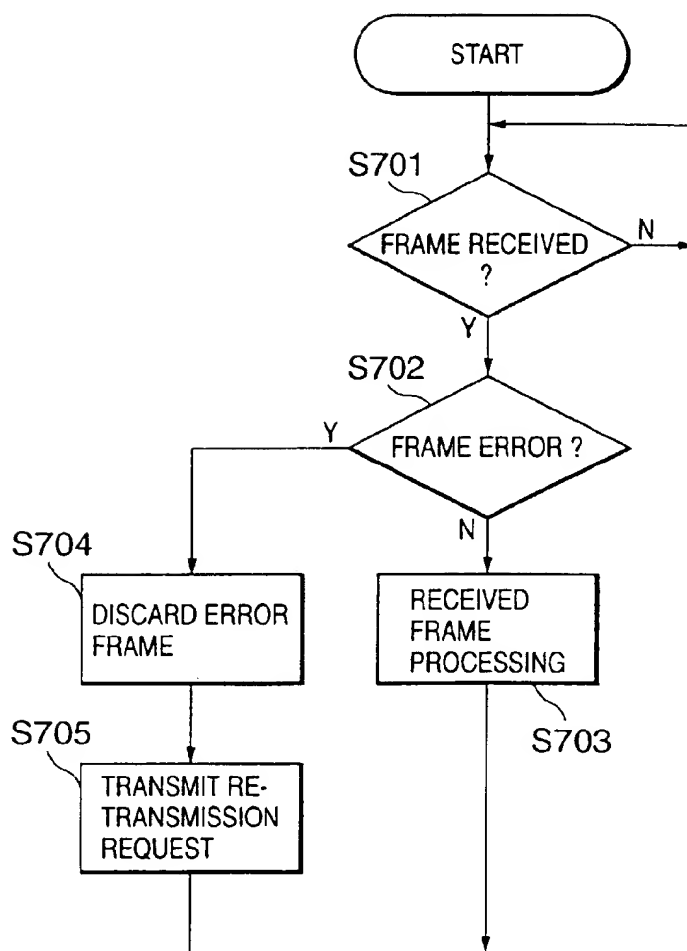 START
S701
FRAME RECEIVED
?
N
Y
S702
FRAME ERROR ?
Y
N
S704
DISCARD ERROR
FRAME
RECEIVED
FRAME
PROCESSING
S703
S705
TRANSMIT RE-
TRANSMISSION
REQUEST